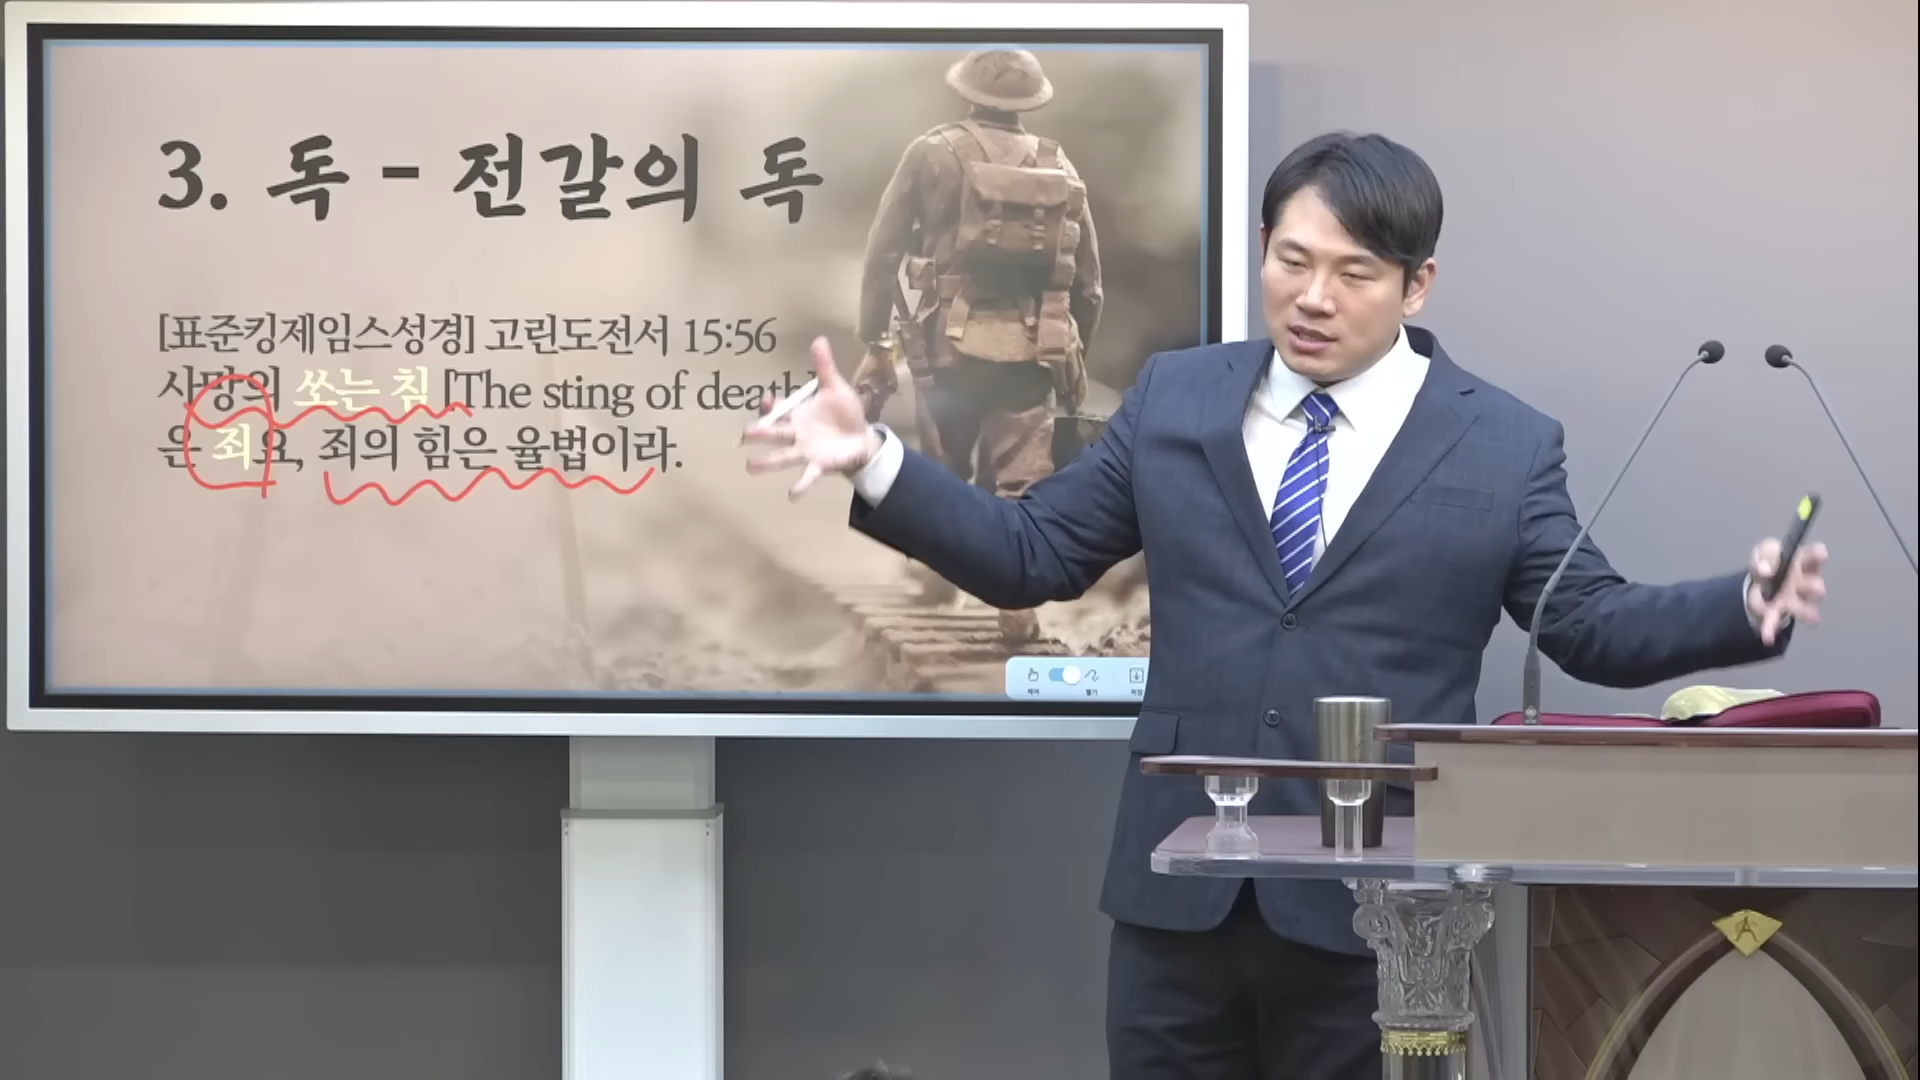 3. 독 - 전갈의 독
[표준킹제임스성경] 고린도전서 15:56
사망의 쏘는 침 [The sting of death]
은 죄요, 죄의 힘은 율법이라.